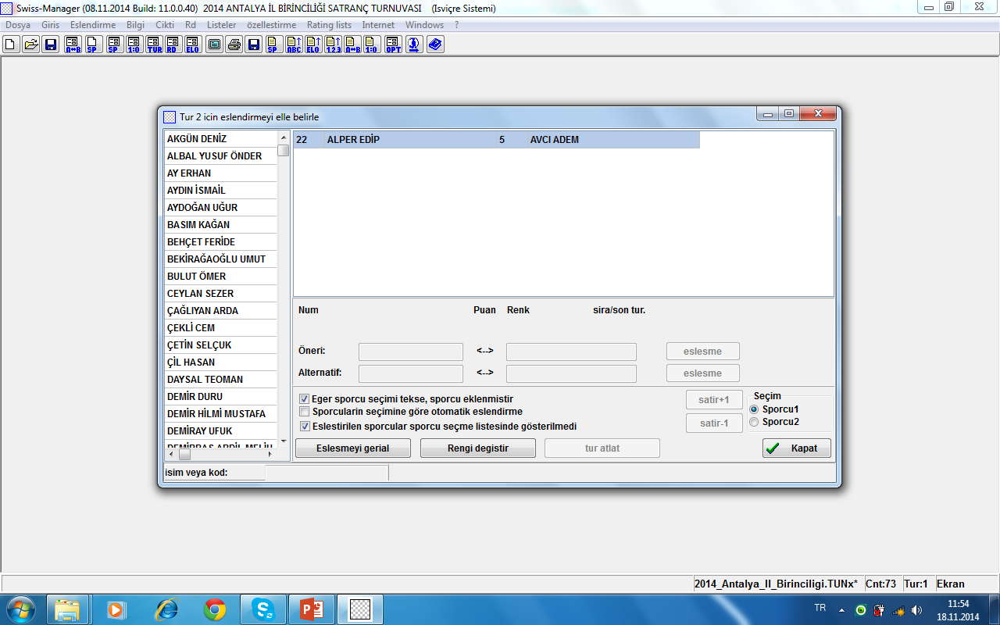 Swiss-Manager (08.11.2014 Build: 11.0.0.40)  2014 ANTALYA İL BİRİNCİLİĞİ SATRANÇ TURNUVASI    (Isviçre Sistemi)
Dosya Giris Eslendirme Bilgi Cikti Rd Listeler özellestirme Rating lists Internet Windows ?
A↔B SP SP 1:0 TUR RD ELO SP ABC ELO 1.2.3 A↔B 1:0 OPT
Tur 2 icin eslendirmeyi elle belirle
AKGÜN DENİZ
ALBAL YUSUF ÖNDER
AY ERHAN
AYDIN İSMAİL
AYDOĞAN UĞUR
BASIM KAĞAN
BEHÇET FERİDE
BEKİRAĞAOĞLU UMUT
BULUT ÖMER
CEYLAN SEZER
ÇAĞLIYAN ARDA
ÇEKLİ CEM
ÇETİN SELÇUK
ÇİL HASAN
DAYSAL TEOMAN
DEMİR DURU
DEMİR HİLMİ MUSTAFA
DEMİRAY UFUK
22 ALPER EDİP 5 AVCI ADEM
Num Puan Renk sira/son tur.
Öneri: <--> eslesme
Alternatif: <--> eslesme
Eger sporcu seçimi tekse, sporcu eklenmistir
Sporcularin seçimine göre otomatik eslendirme
Eslestirilen sporcular sporcu seçme listesinde gösterilmedi
satir+1
satir-1
Seçim
Sporcu1
Sporcu2
Eslesmeyi gerial Rengi degistir tur atlat Kapat
isim veya kod:
2014_Antalya_Il_Birinciligi.TUNx* Cnt:73 Tur:1 Ekran
TR
11:54
18.11.2014